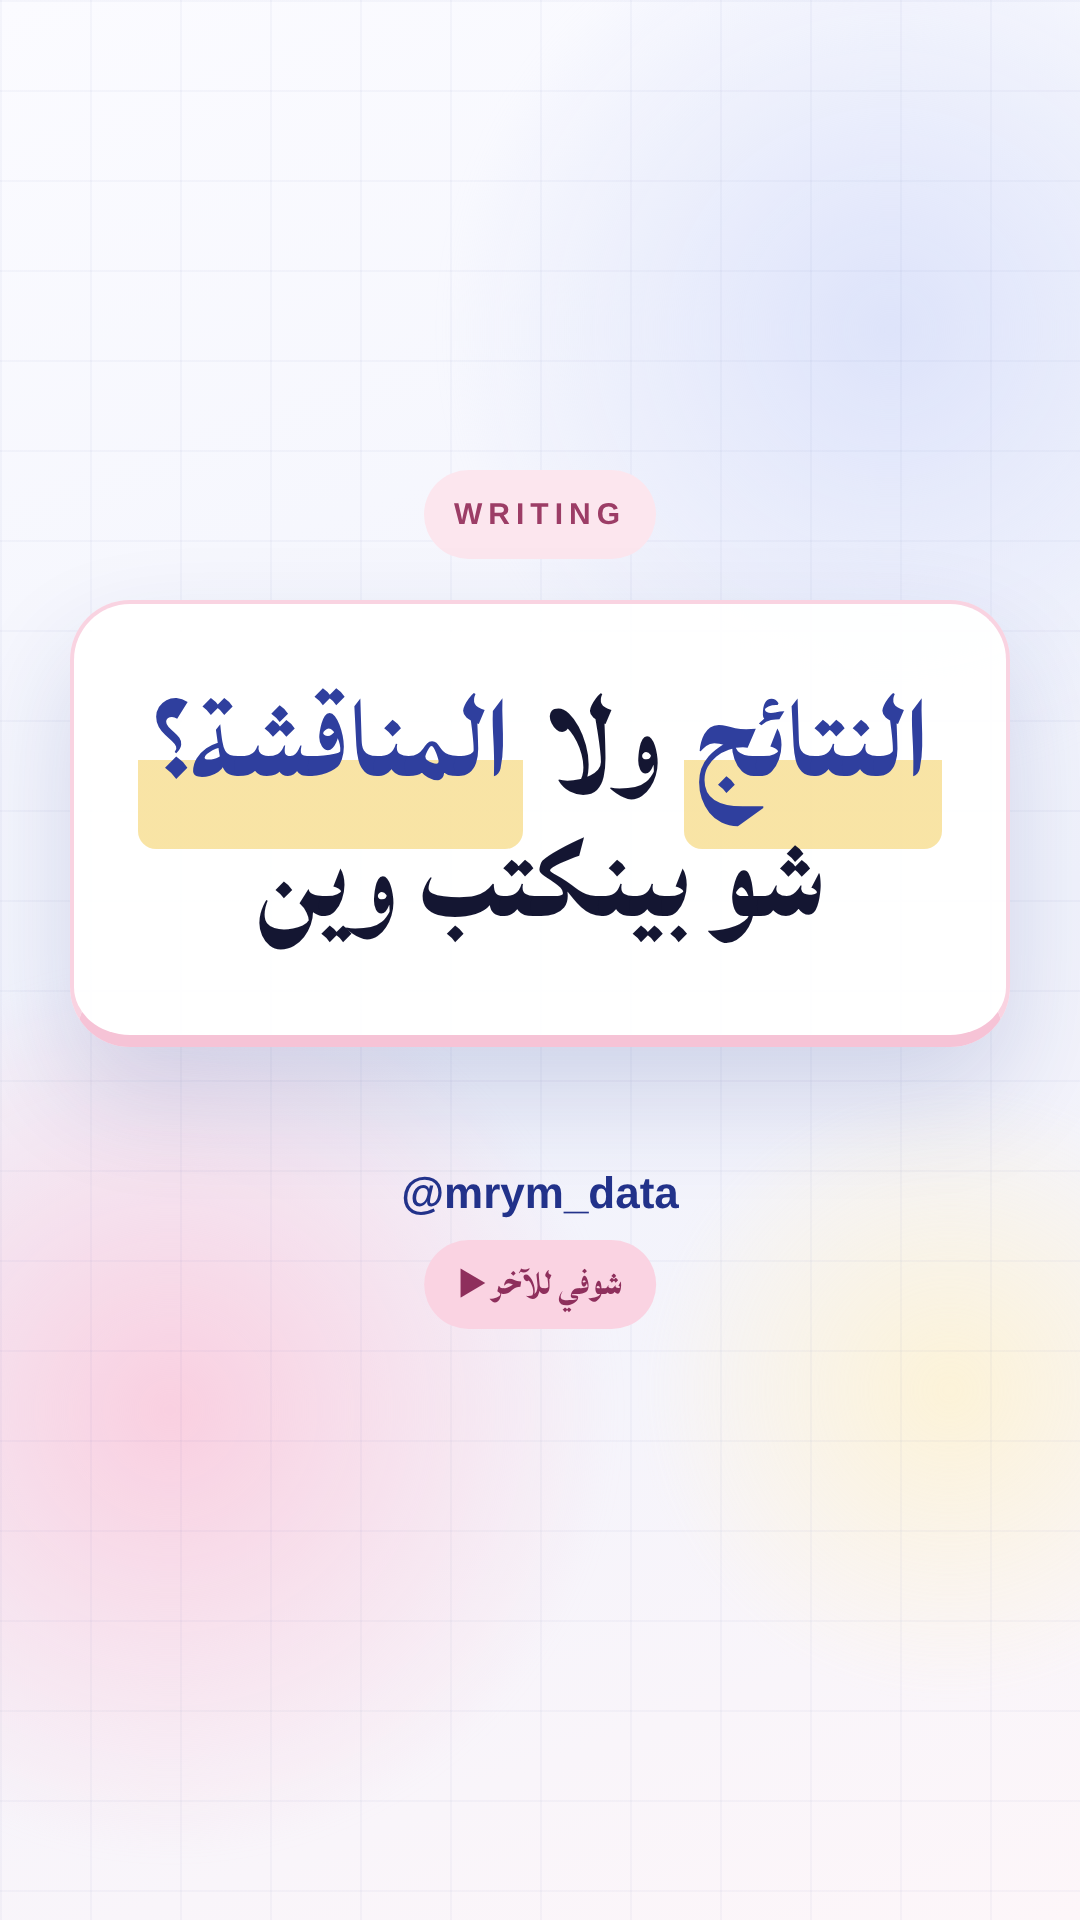 WRITING
النتائج ولا المناقشة؟
شو بينكتب وين
@mrym_data
شوفي للآخر ▶